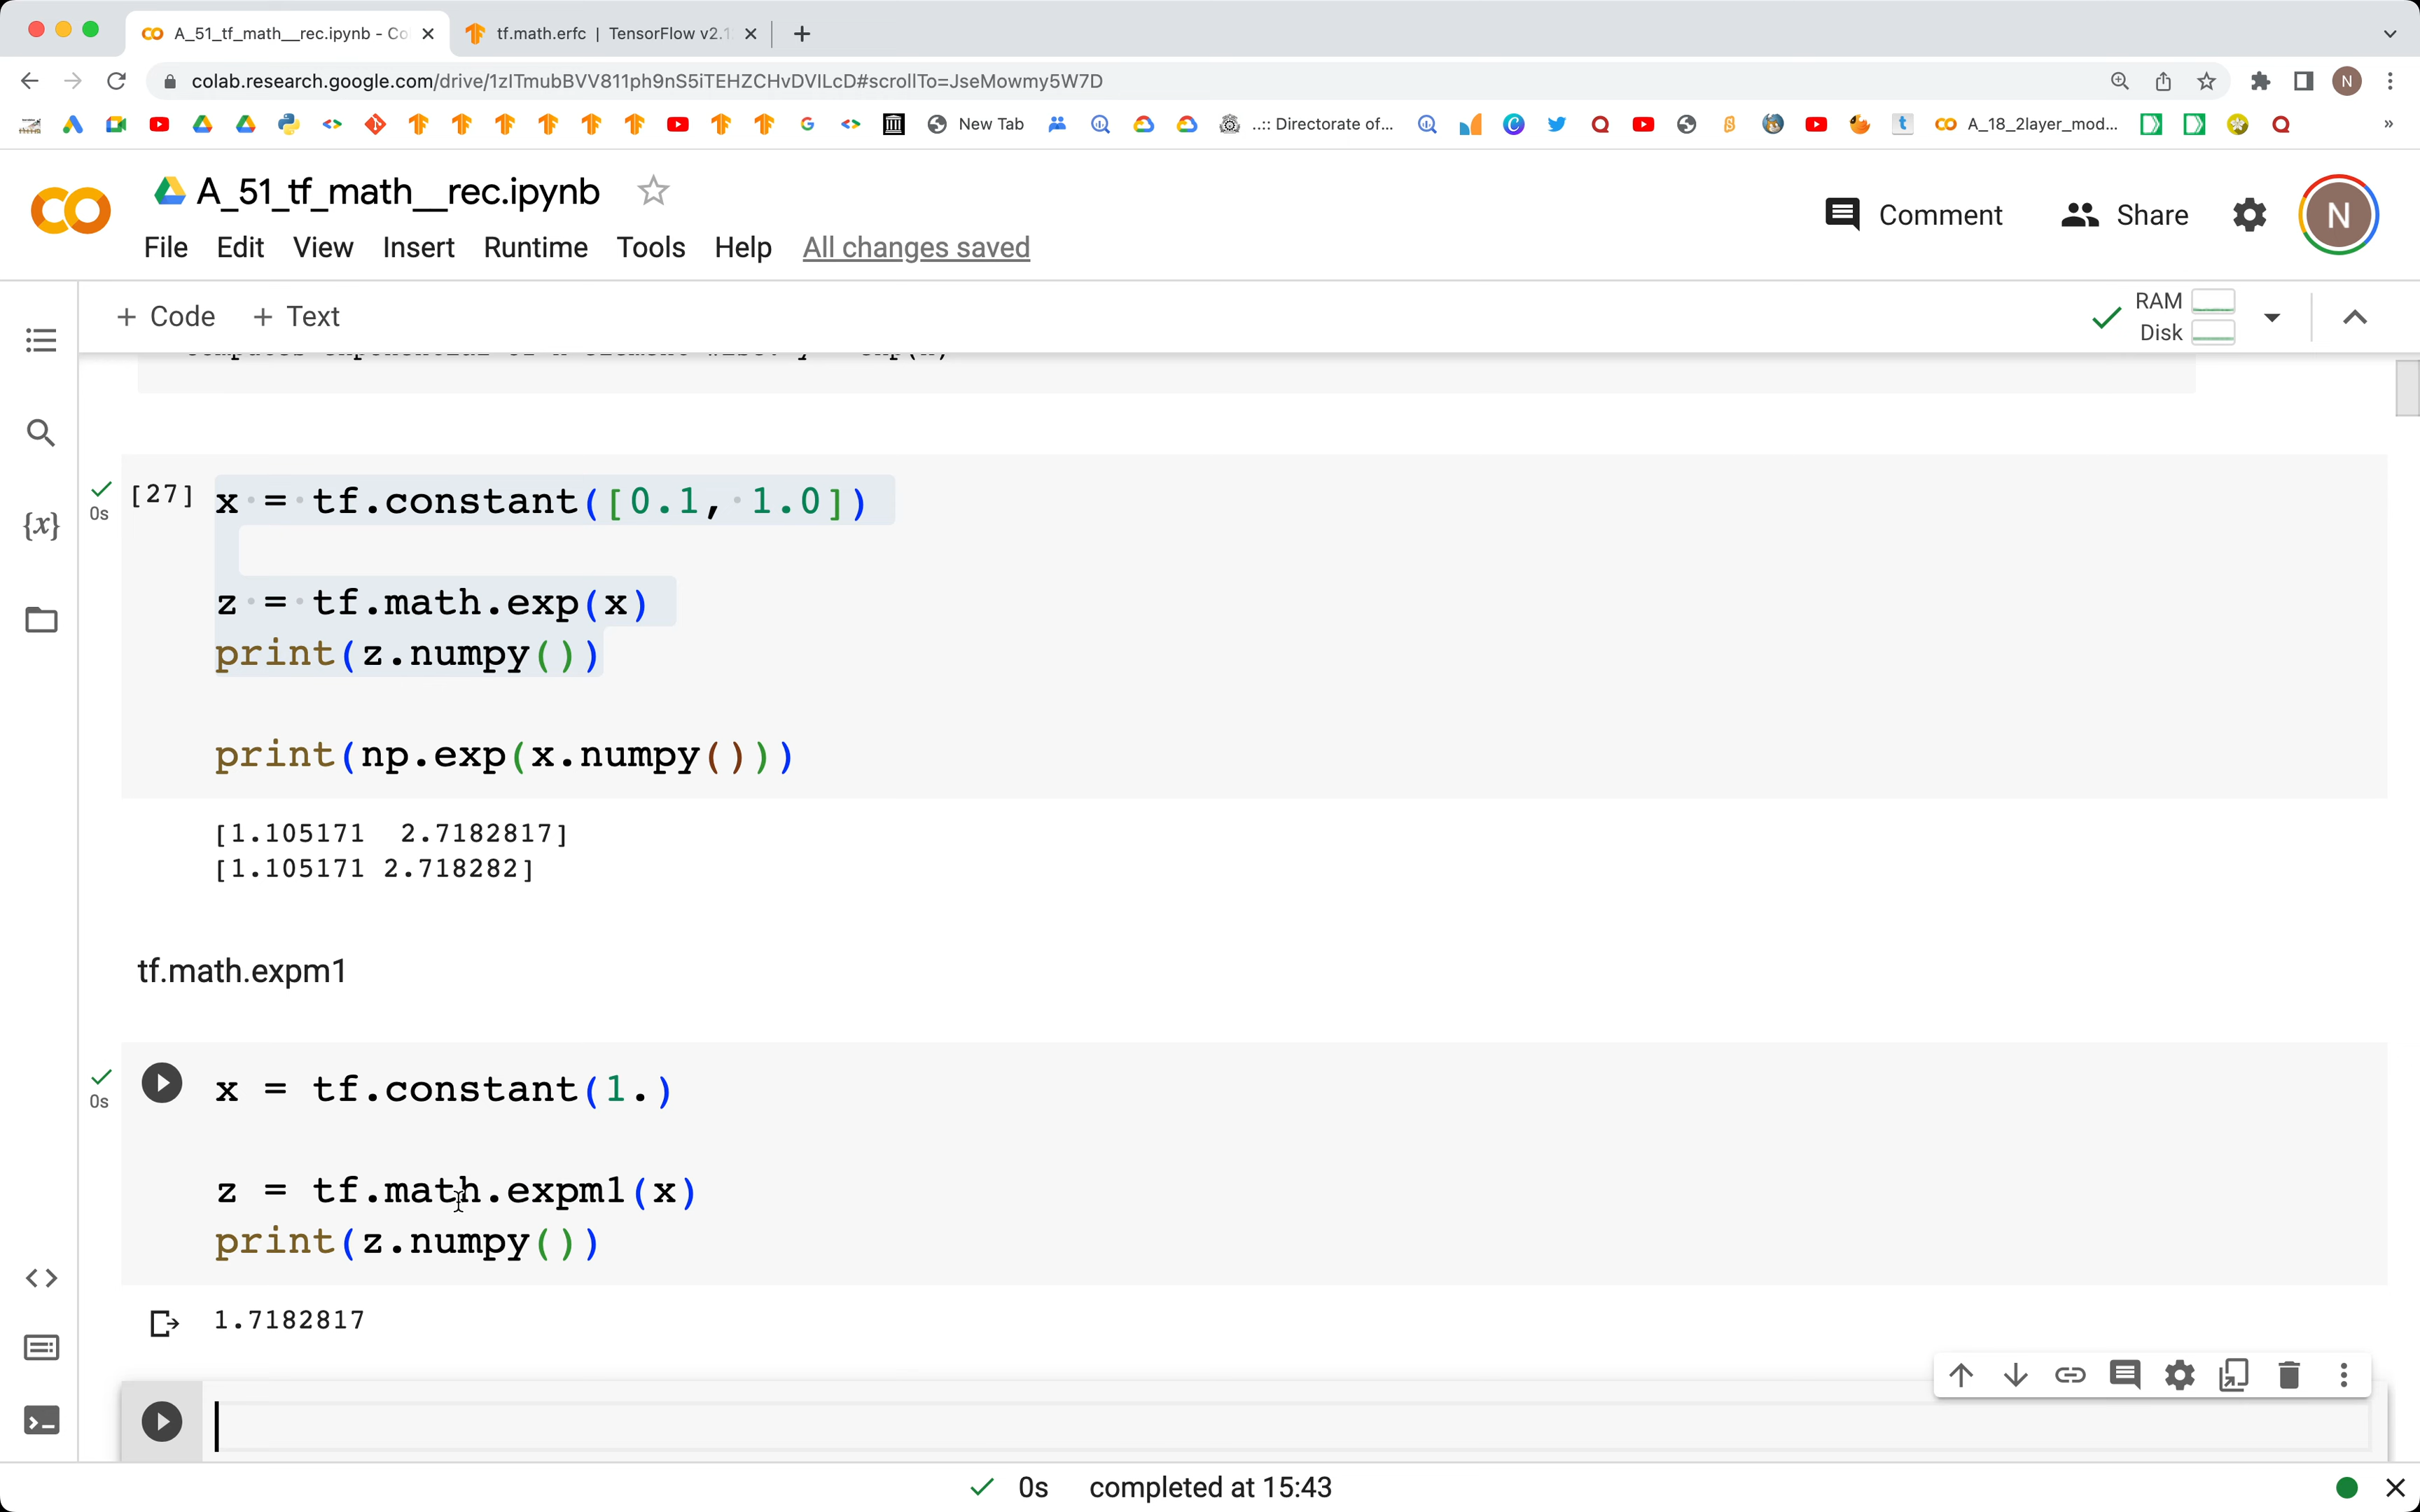 A_51_tf_math__rec.ipynb - Co
tf.math.erfc | TensorFlow v2.1
colab.research.google.com/drive/1zITmubBVV811ph9nS5iTEHZCHvDVILcD#scrollTo=JseMowmy5W7D
N
New Tab
..:: Directorate of...
A_18_2layer_mod...
»
A_51_tf_math__rec.ipynb
Comment
Share
N
File Edit View Insert Runtime Tools Help All changes saved
+ Code + Text
RAM
Disk
[27] x = tf.constant([0.1, 1.0])
0s
z = tf.math.exp(x)
print(z.numpy())
print(np.exp(x.numpy()))
[1.105171  2.7182817]
[1.105171 2.718282]
tf.math.expm1
x = tf.constant(1.)
0s
z = tf.math.expm1(x)
print(z.numpy())
1.7182817
0s completed at 15:43